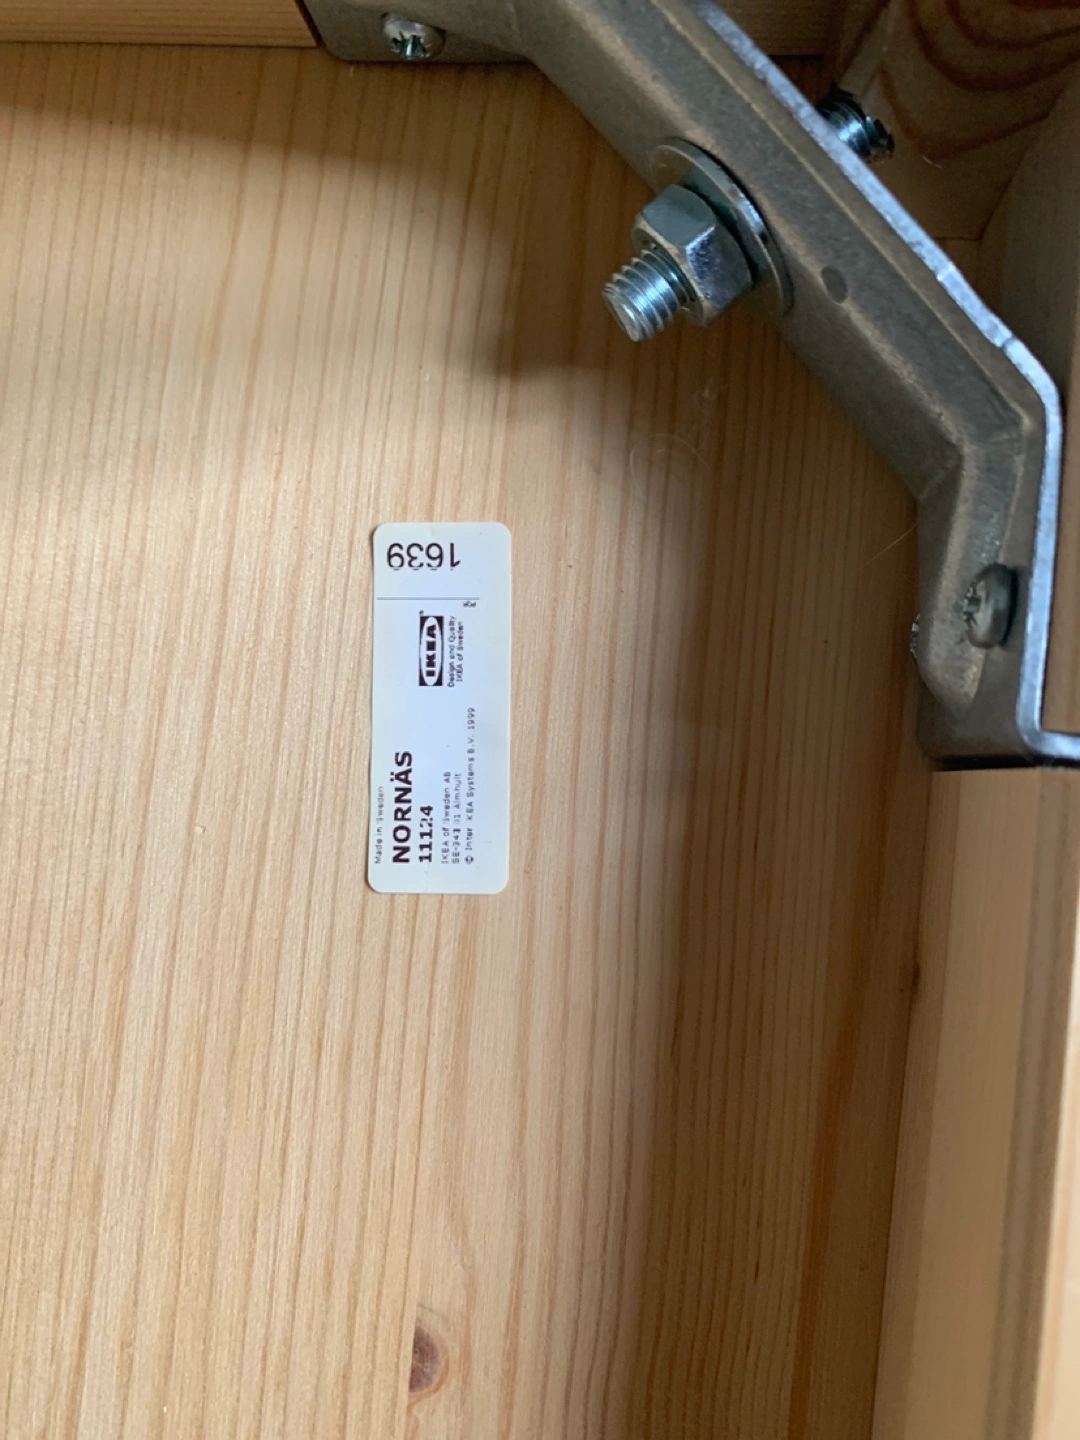 Made in Sweden
NORNÄS
11124
IKEA of Sweden AB
SE-343 81 Älmhult
© Inter IKEA Systems B.V. 1999
IKEA
Design and Quality
IKEA of Sweden
1639